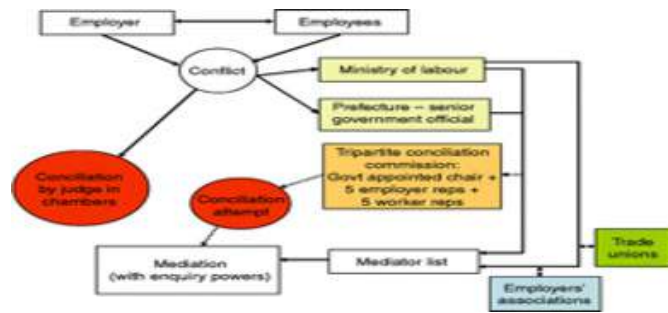 Employer
Employees
Conflict
Ministry of labour
Prefecture – senior
government official
Conciliation
by judge in
chambers
Tripartite conciliation
commission:
Govt appointed chair +
5 employer reps +
5 worker reps
Conciliation
attempt
Mediation
(with enquiry powers)
Mediator list
Trade
unions
Employers'
associations